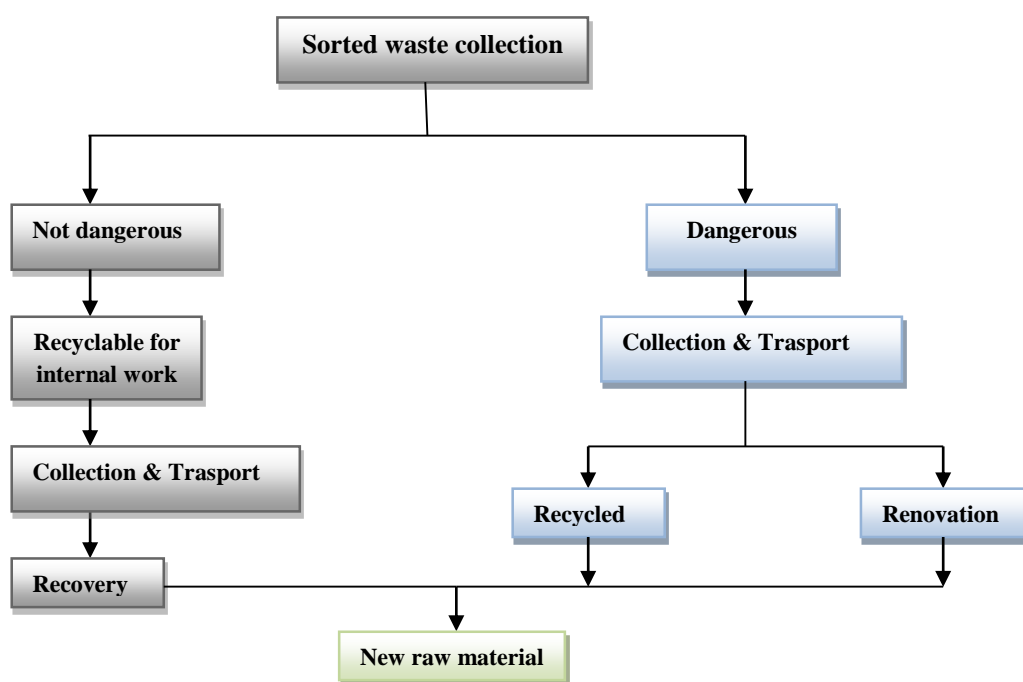 Sorted waste collection
Not dangerous
Dangerous
Recyclable for
internal work
Collection & Trasport
Collection & Trasport
Recycled
Renovation
Recovery
New raw material